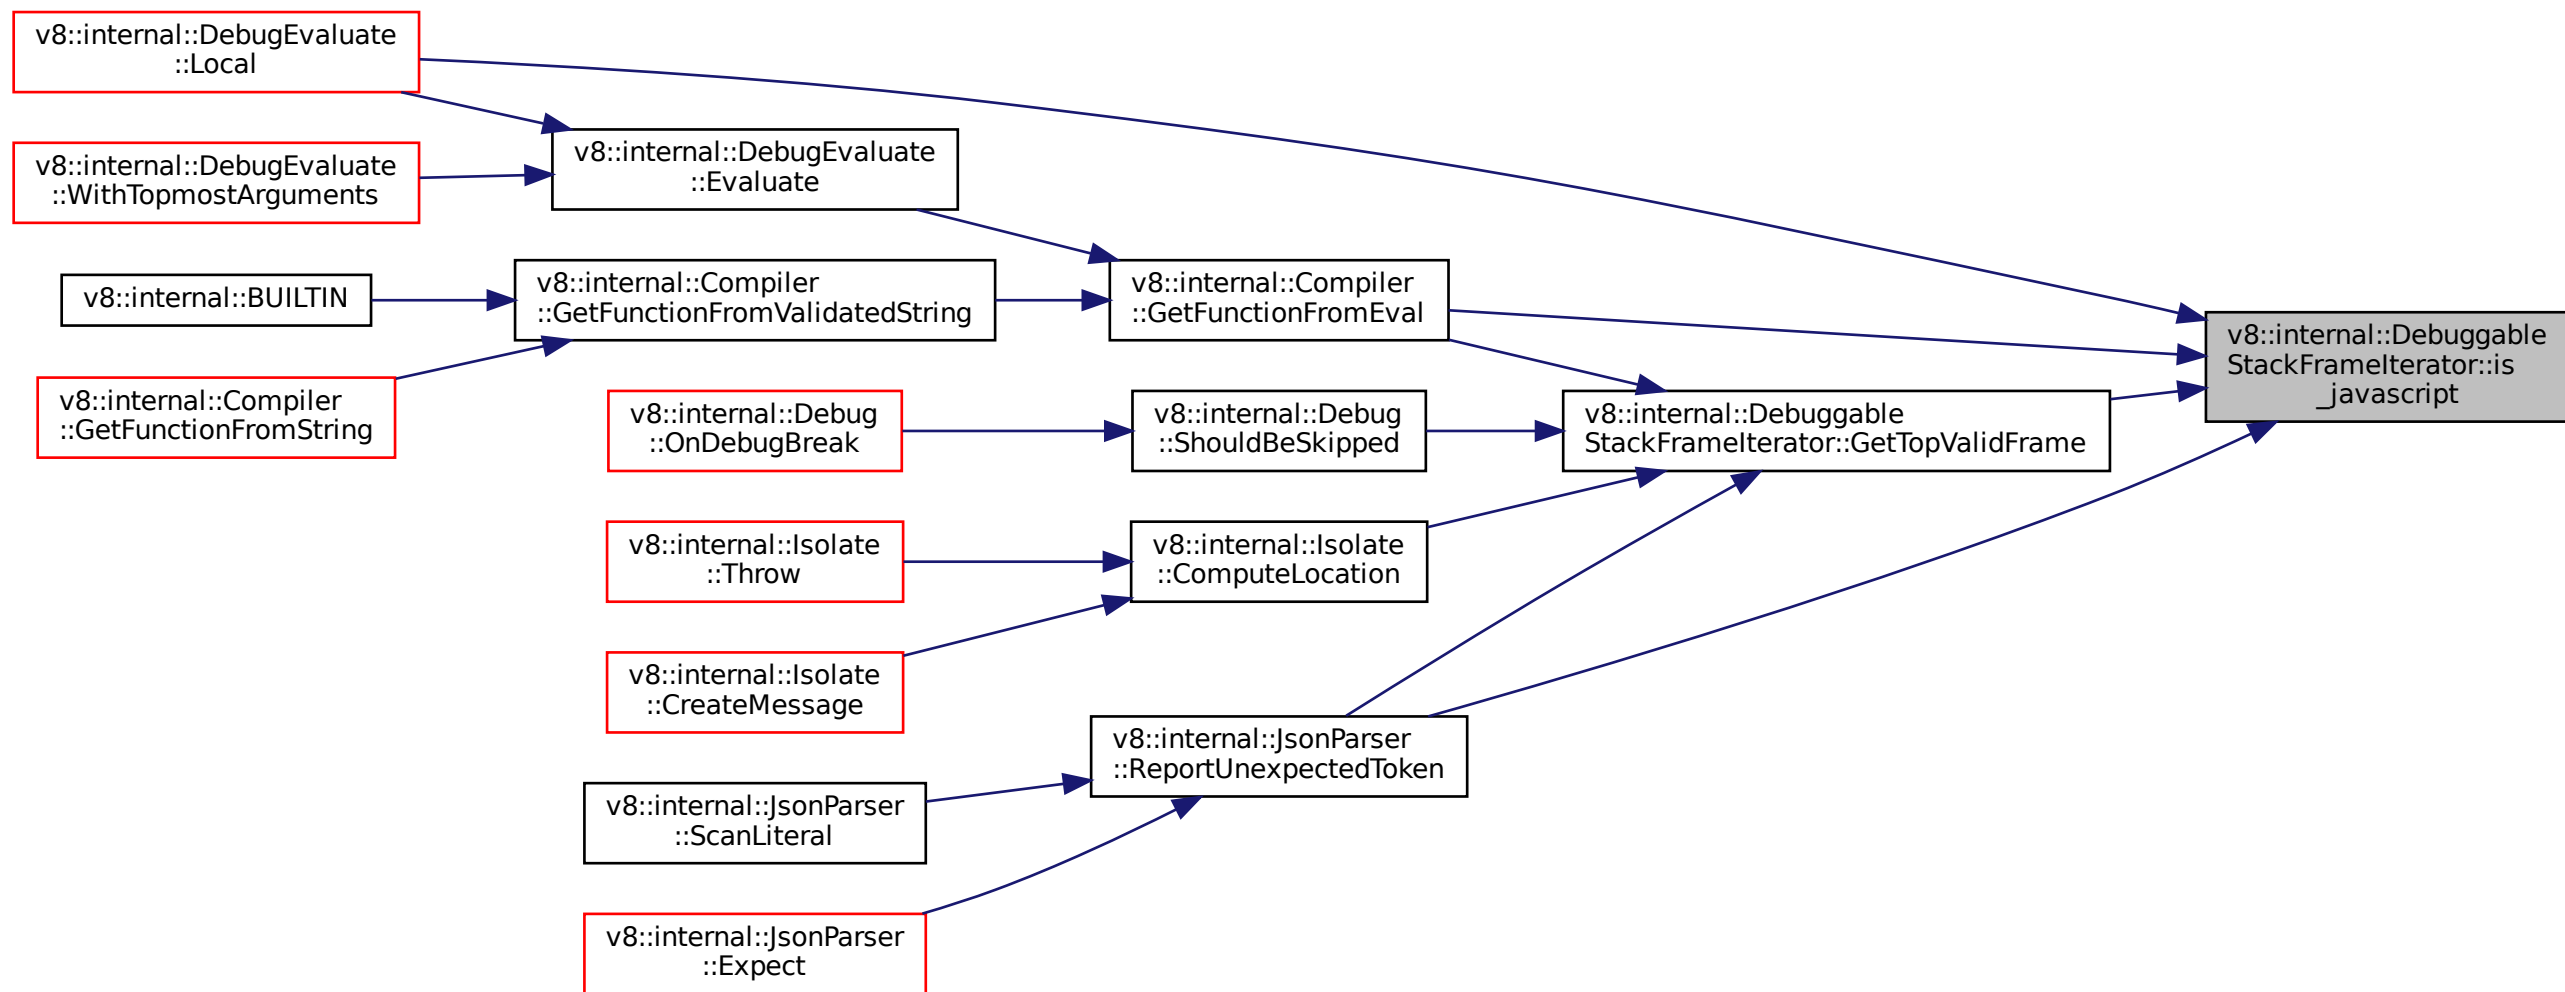 v8::internal::DebugEvaluate
::Local
v8::internal::DebugEvaluate
::WithTopmostArguments
v8::internal::DebugEvaluate
::Evaluate
v8::internal::BUILTIN
v8::internal::Compiler
::GetFunctionFromValidatedString
v8::internal::Compiler
::GetFunctionFromEval
v8::internal::Compiler
::GetFunctionFromString
v8::internal::Debug
::OnDebugBreak
v8::internal::Debug
::ShouldBeSkipped
v8::internal::Debuggable
StackFrameIterator::GetTopValidFrame
v8::internal::Debuggable
StackFrameIterator::is
_javascript
v8::internal::Isolate
::Throw
v8::internal::Isolate
::ComputeLocation
v8::internal::Isolate
::CreateMessage
v8::internal::JsonParser
::ReportUnexpectedToken
v8::internal::JsonParser
::ScanLiteral
v8::internal::JsonParser
::Expect